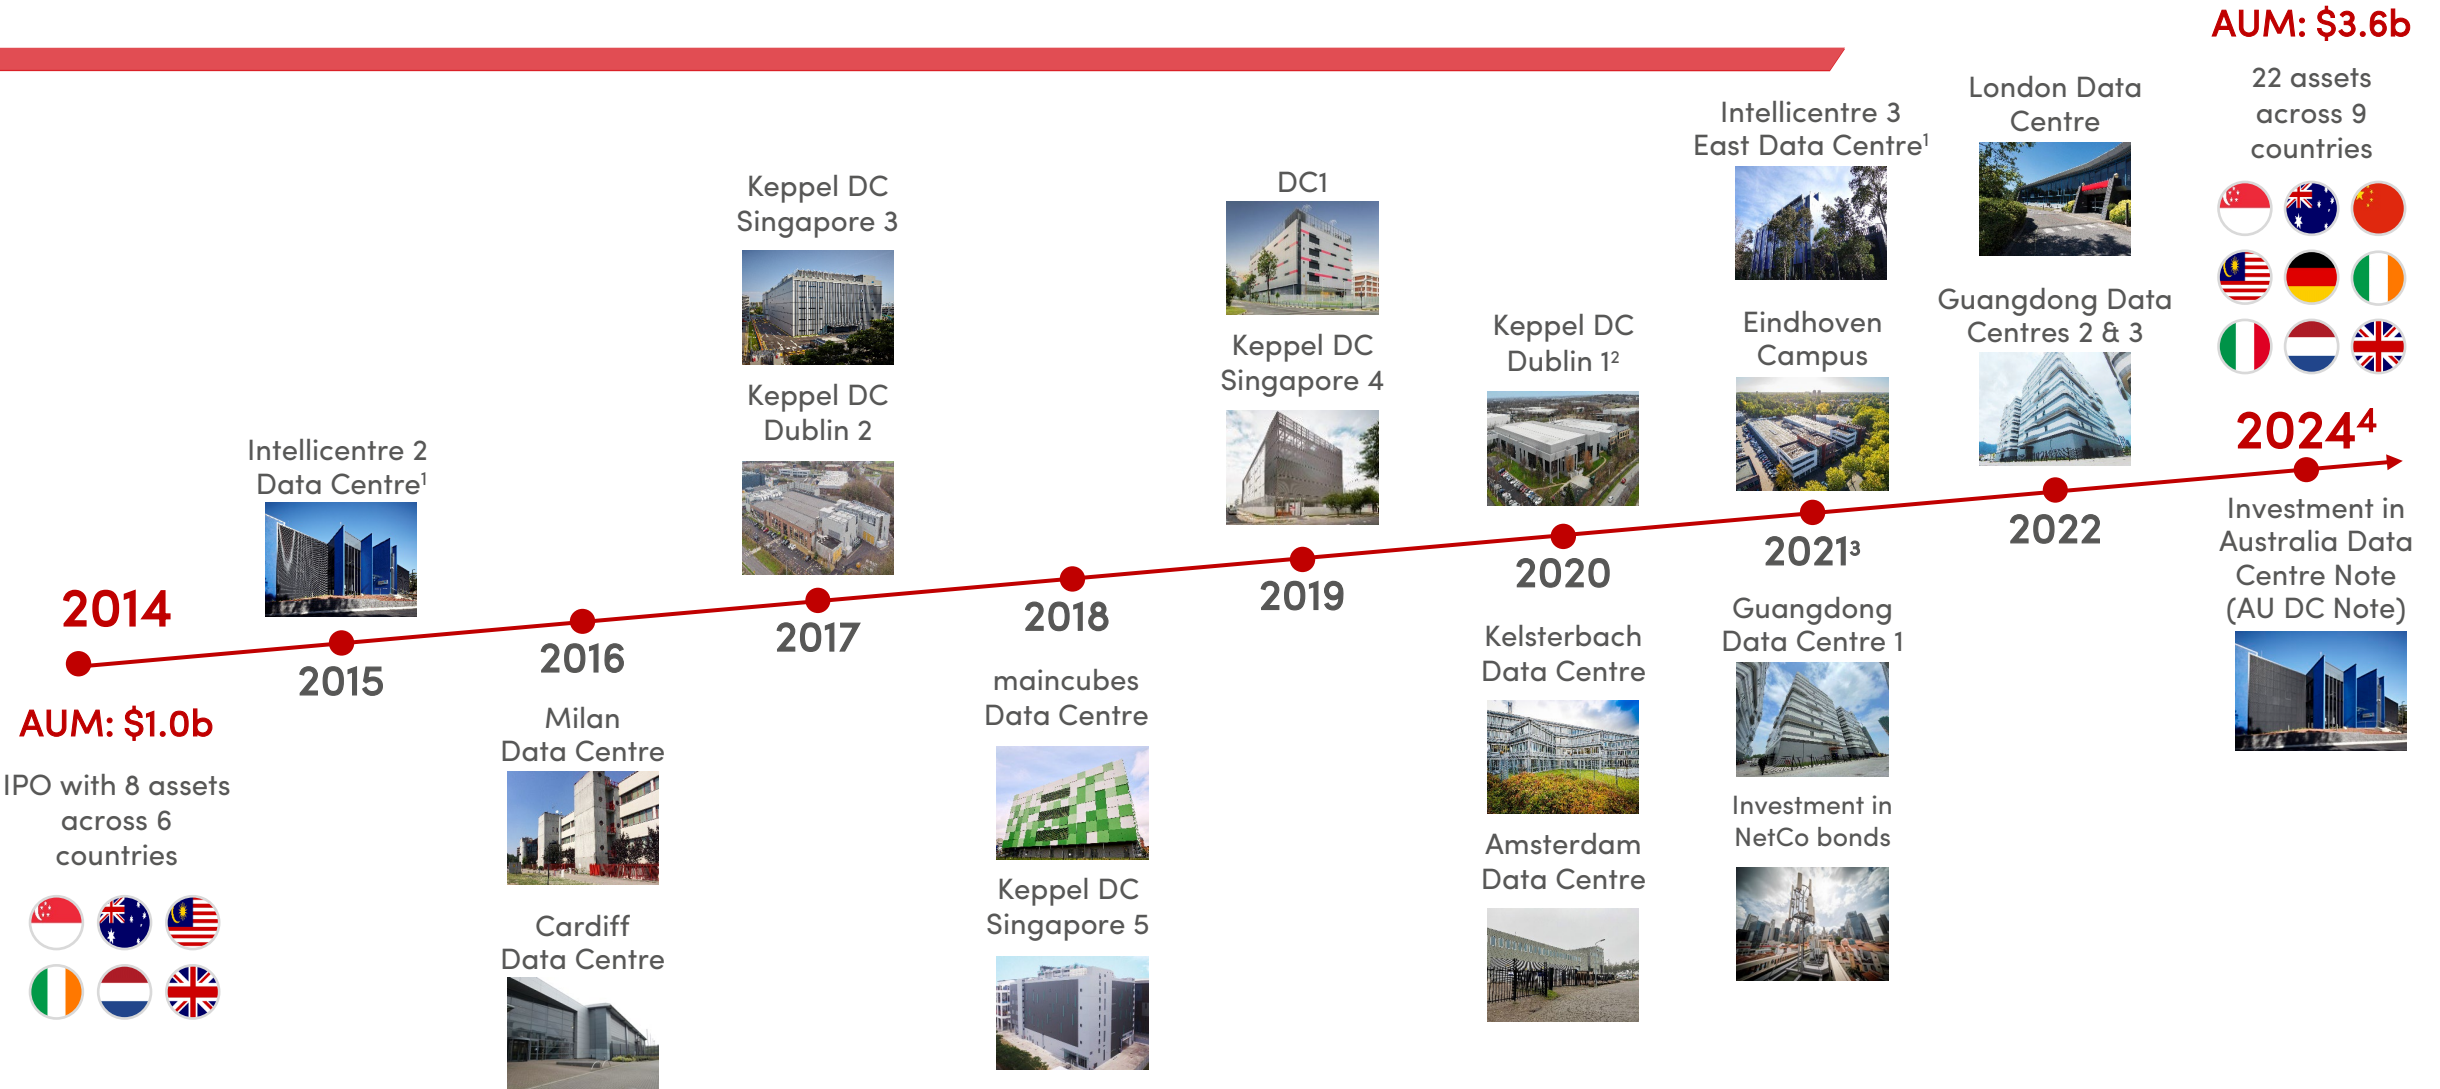 AUM: $3.6b
22 assets
across 9
countries
2014
AUM: $1.0b
IPO with 8 assets
across 6
countries
Intellicentre 2
Data Centre¹
2015
2016
Milan
Data Centre
Cardiff
Data Centre
Keppel DC
Singapore 3
Keppel DC
Dublin 2
2017
2018
maincubes
Data Centre
Keppel DC
Singapore 5
DC1
Keppel DC
Singapore 4
2019
Keppel DC
Dublin 1²
2020
Kelsterbach
Data Centre
Amsterdam
Data Centre
Intellicentre 3
East Data Centre¹
Eindhoven
Campus
2021³
Guangdong
Data Centre 1
Investment in
NetCo bonds
London Data
Centre
Guangdong Data
Centres 2 & 3
2022
2024⁴
Investment in
Australia Data
Centre Note
(AU DC Note)